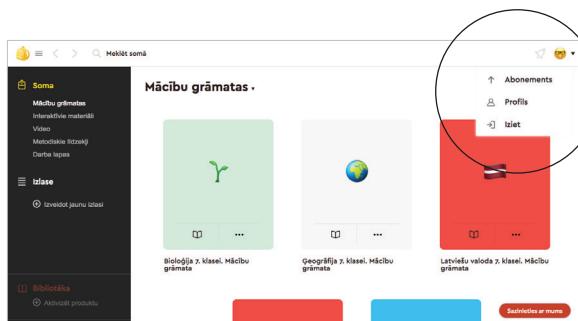 Meklēt somā
Soma
Mācību grāmatas
Interaktīvie materiāli
Video
Metodiskie līdzekļi
Darba lapas
Izlase
Izveidot jaunu izlasi
Bibliotēka
Aktivizēt produktu
Mācību grāmatas
Abonements
Profils
Iziet
Bioloģija 7. klasei. Mācību
grāmata
Ģeogrāfija 7. klasei. Mācību
grāmata
Latviešu valoda 7. klasei. Mācību
grāmata
Sazinieties ar mums